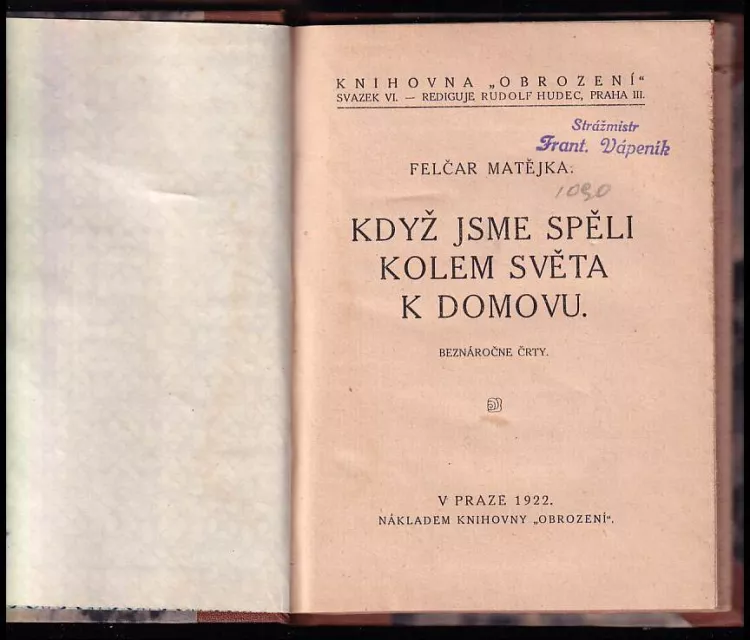 KNIHOVNA „OBROZENÍ“
SVAZEK VI. — REDIGUJE RUDOLF HUDEC, PRAHA III.
Strážmistr
Frant. Vápeník
FELČAR MATĚJKA:
1090
KDYŽ JSME SPĚLI
KOLEM SVĚTA
K DOMOVU.
BEZNÁROČNE ČRTY.
V PRAZE 1922.
NÁKLADEM KNIHOVNY „OBROZENÍ“.